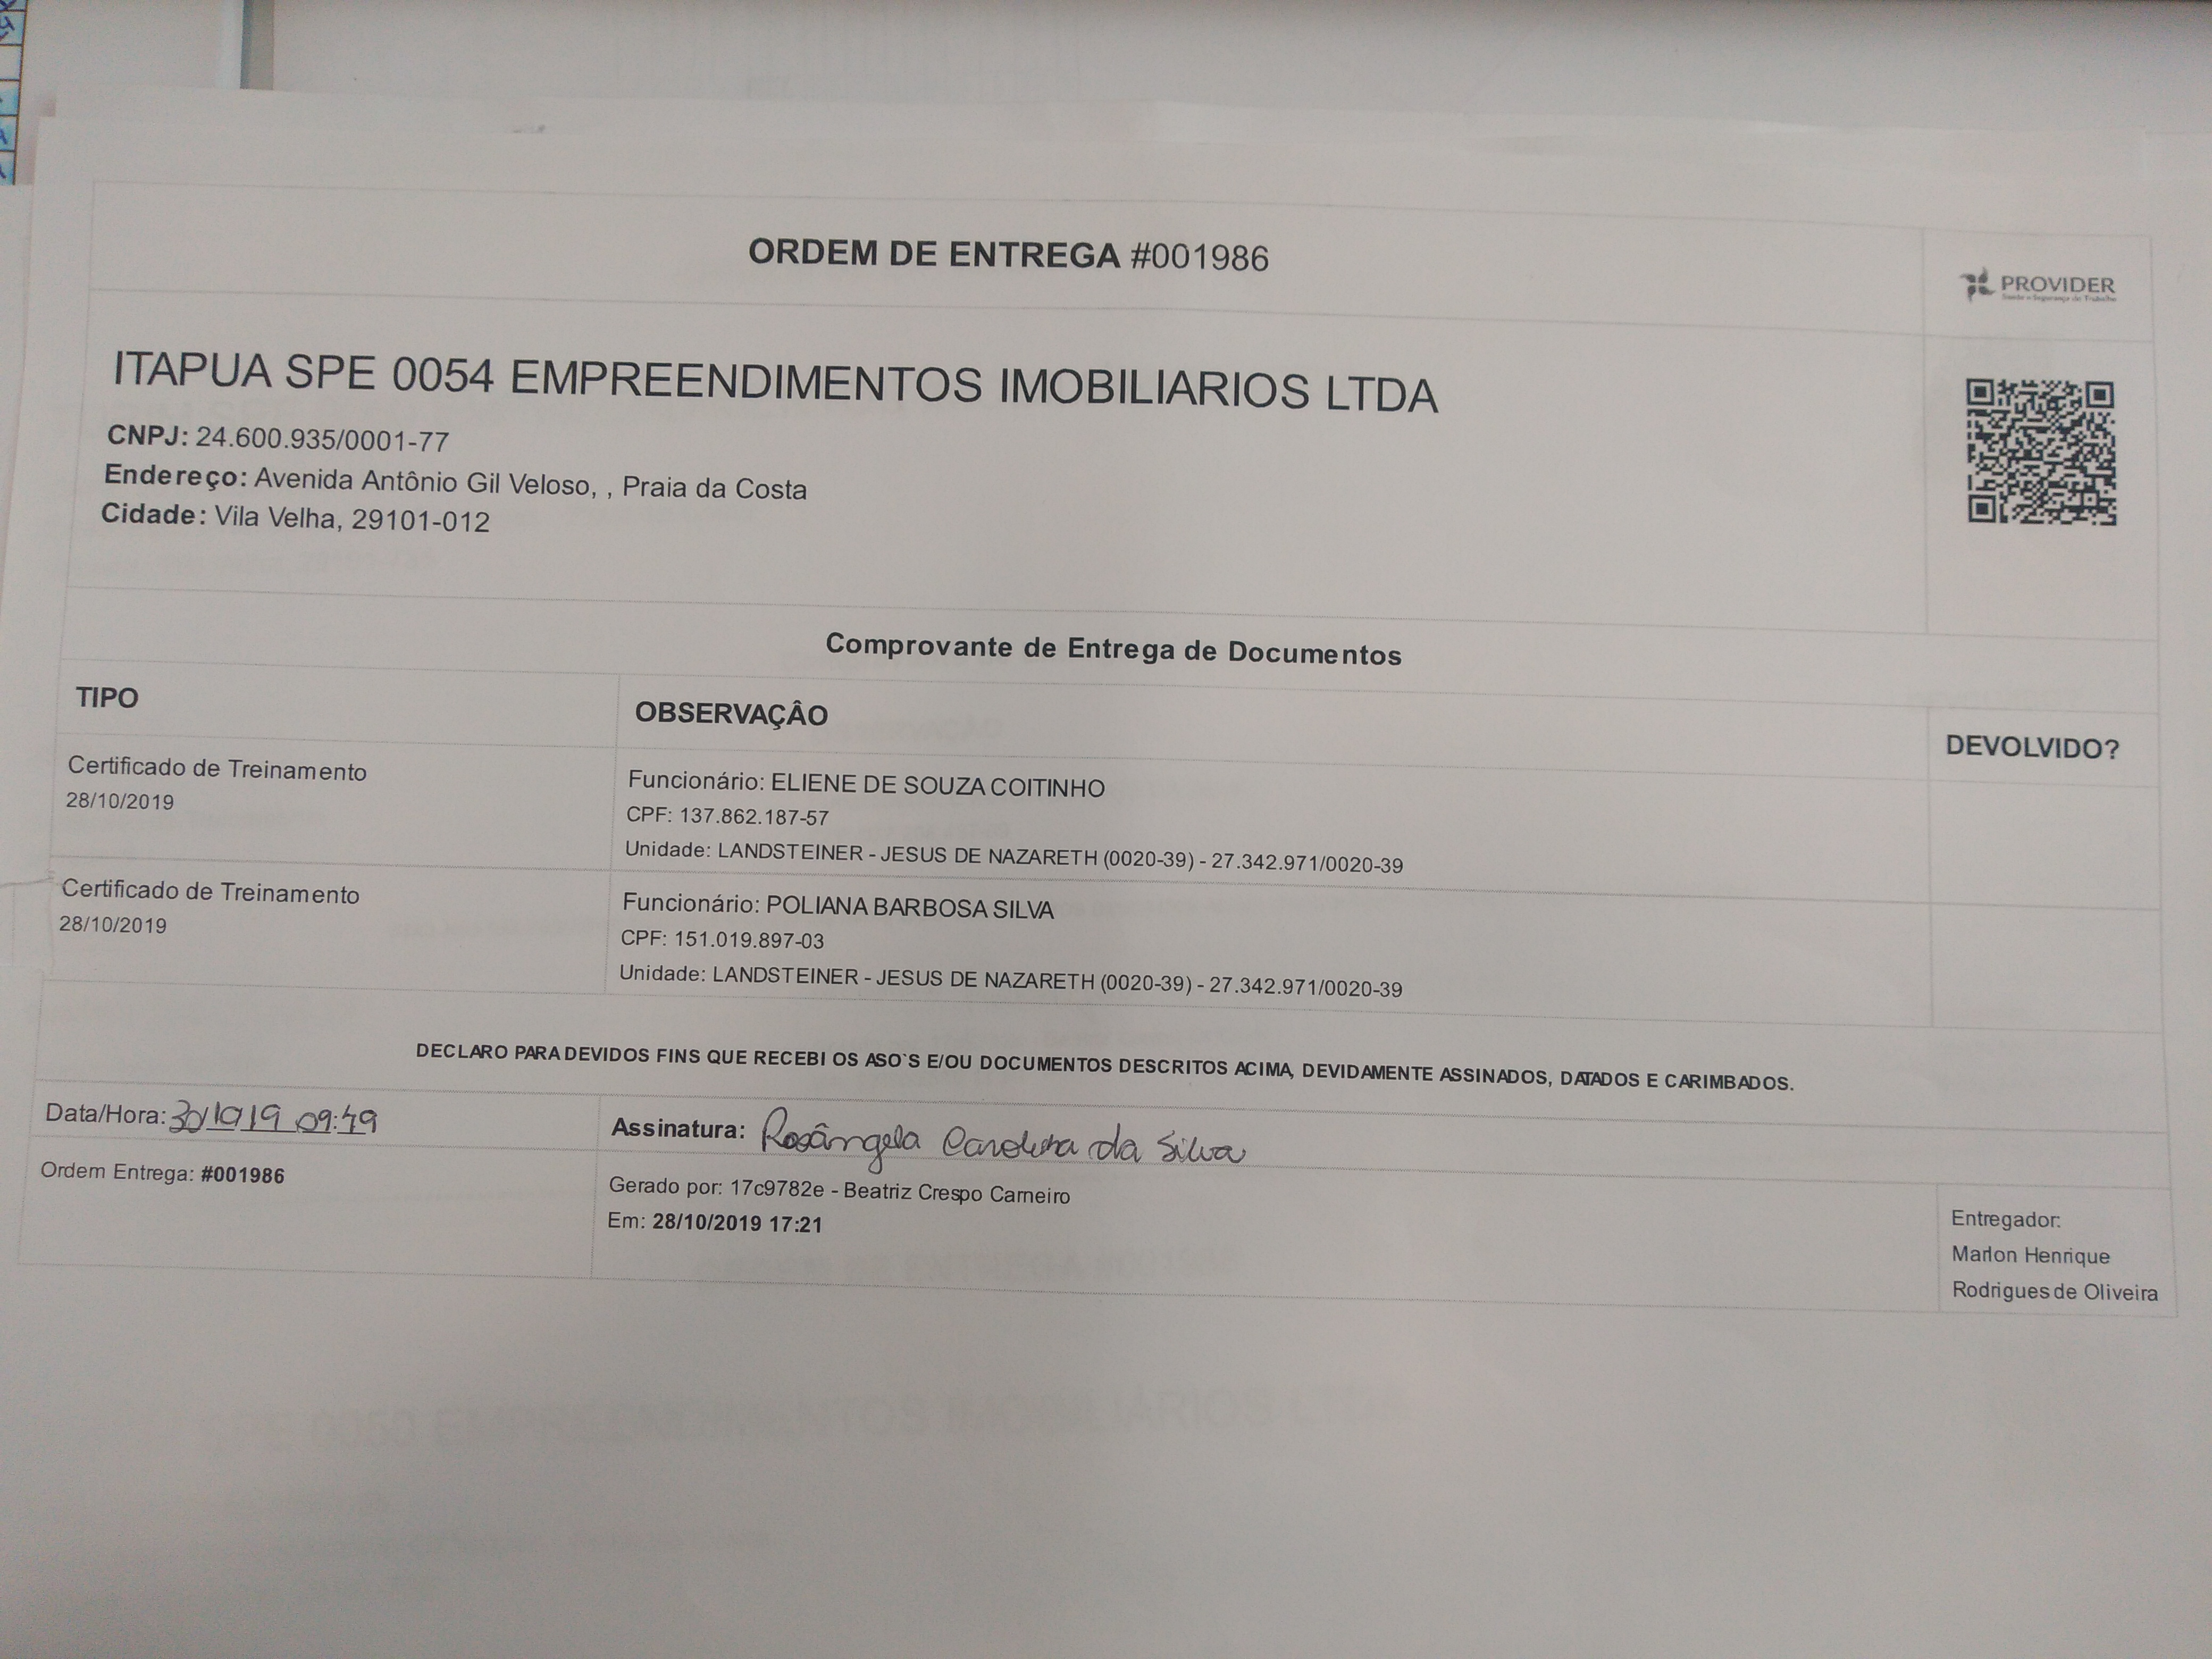 ORDEM DE ENTREGA #001986
PROVIDER
Saúde e Segurança do Trabalho
ITAPUA SPE 0054 EMPREENDIMENTOS IMOBILIARIOS LTDA
CNPJ: 24.600.935/0001-77
Endereço: Avenida Antônio Gil Veloso, , Praia da Costa
Cidade: Vila Velha, 29101-012
Comprovante de Entrega de Documentos
TIPO OBSERVAÇÂO DEVOLVIDO?
Certificado de Treinamento
28/10/2019
Funcionário: ELIENE DE SOUZA COITINHO
CPF: 137.862.187-57
Unidade: LANDSTEINER - JESUS DE NAZARETH (0020-39) - 27.342.971/0020-39
Certificado de Treinamento
28/10/2019
Funcionário: POLIANA BARBOSA SILVA
CPF: 151.019.897-03
Unidade: LANDSTEINER - JESUS DE NAZARETH (0020-39) - 27.342.971/0020-39
DECLARO PARA DEVIDOS FINS QUE RECEBI OS ASO`S E/OU DOCUMENTOS DESCRITOS ACIMA, DEVIDAMENTE ASSINADOS, DATADOS E CARIMBADOS.
Data/Hora: 30/10/19 09:49
Assinatura: Rosângela Candida da Silva
Ordem Entrega: #001986
Gerado por: 17c9782e - Beatriz Crespo Carneiro
Em: 28/10/2019 17:21
Entregador:
Marlon Henrique
Rodrigues de Oliveira